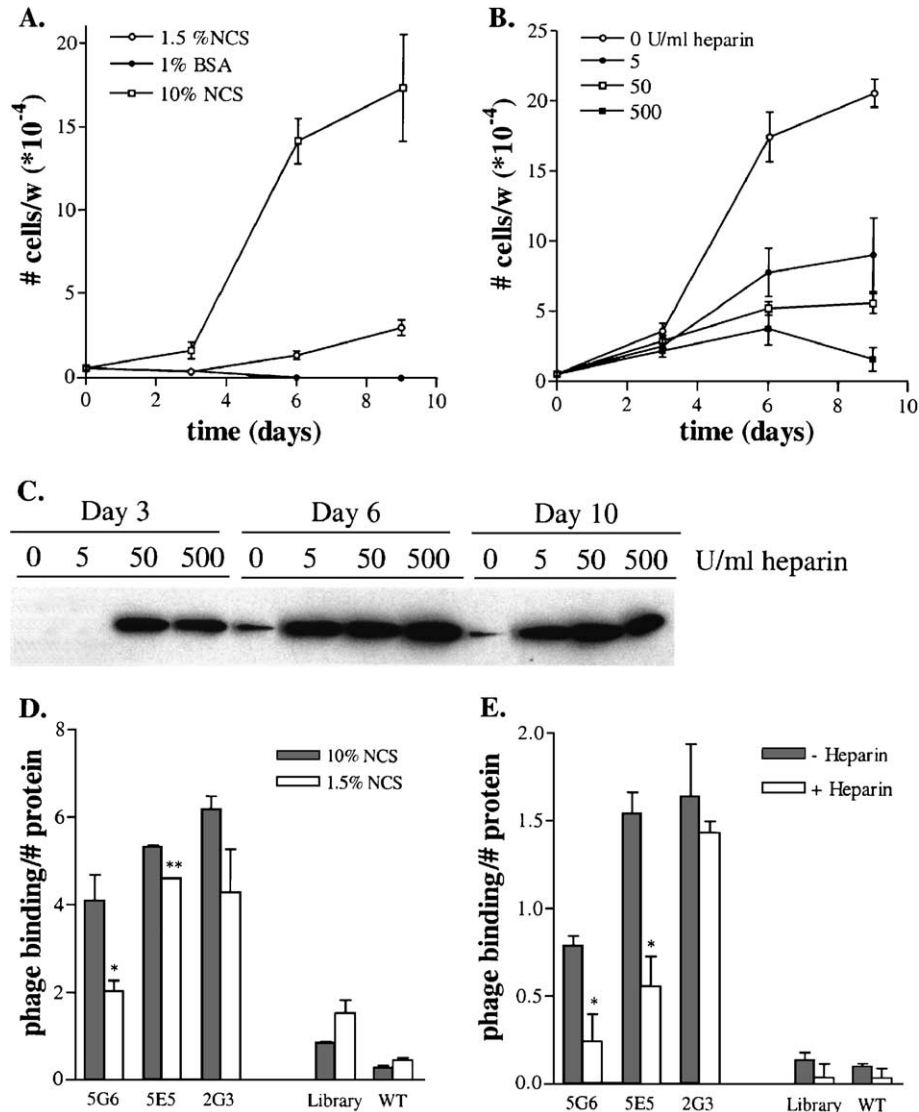 A.
1.5 %NCS
1% BSA
10% NCS
20
15
10
5
0
# cells/w (*10⁻⁴)
0 2 4 6 8 10
time (days)
B.
0 U/ml heparin
5
50
500
25
20
15
10
5
0
# cells/w (*10⁻⁴)
0 2 4 6 8 10
time (days)
C.
Day 3 Day 6 Day 10
0 5 50 500 0 5 50 500 0 5 50 500 U/ml heparin
D.
10% NCS
1.5% NCS
8
6
4
2
0
phage binding/# protein
*
**
5G6 5E5 2G3 Library WT
E.
- Heparin
+ Heparin
2.0
1.5
1.0
0.5
0.0
phage binding/# protein
*
*
5G6 5E5 2G3 Library WT